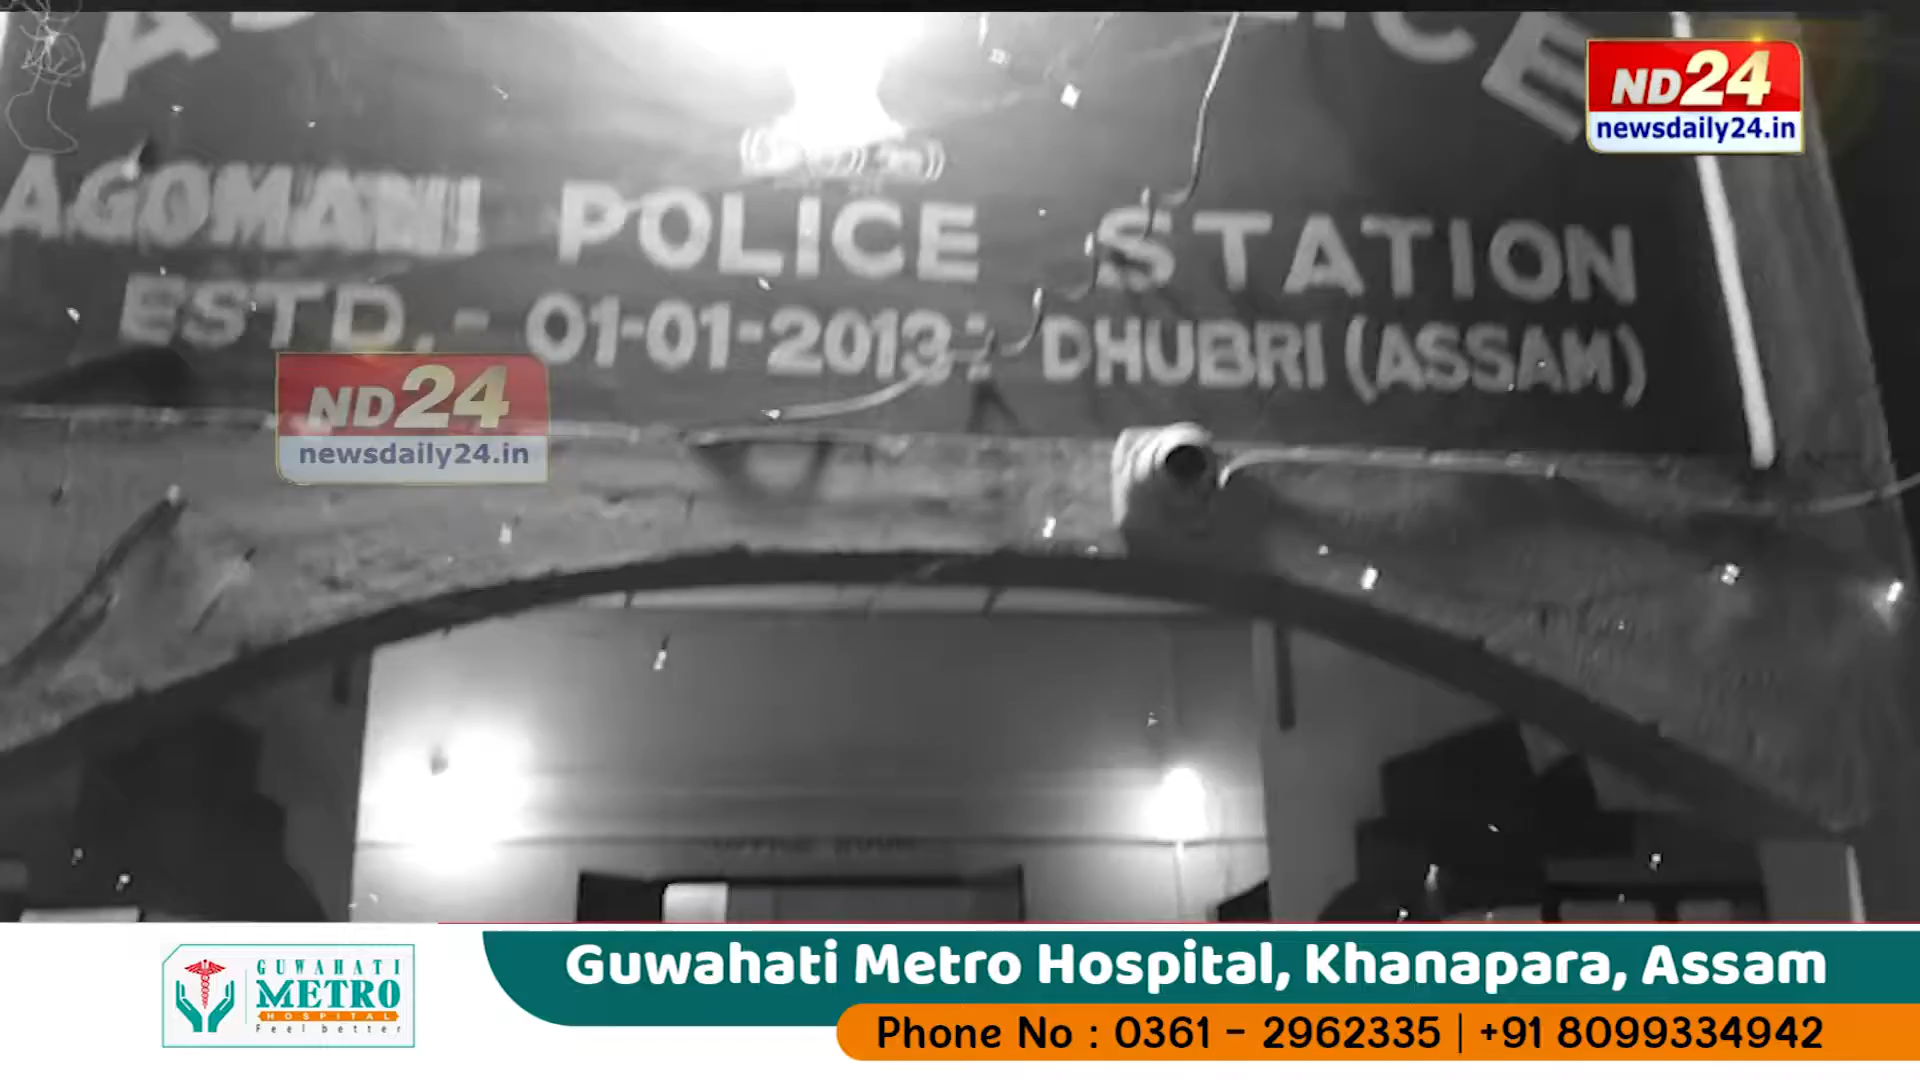 ND24
newsdaily24.in
AGOMANI POLICE STATION
ESTD.- 01-01-2013: DHUBRI (ASSAM)
ND24
newsdaily24.in
GUWAHATI
METRO
HOSPITAL
Feel better
Guwahati Metro Hospital, Khanapara, Assam
Phone No : 0361 - 2962335 | +91 8099334942